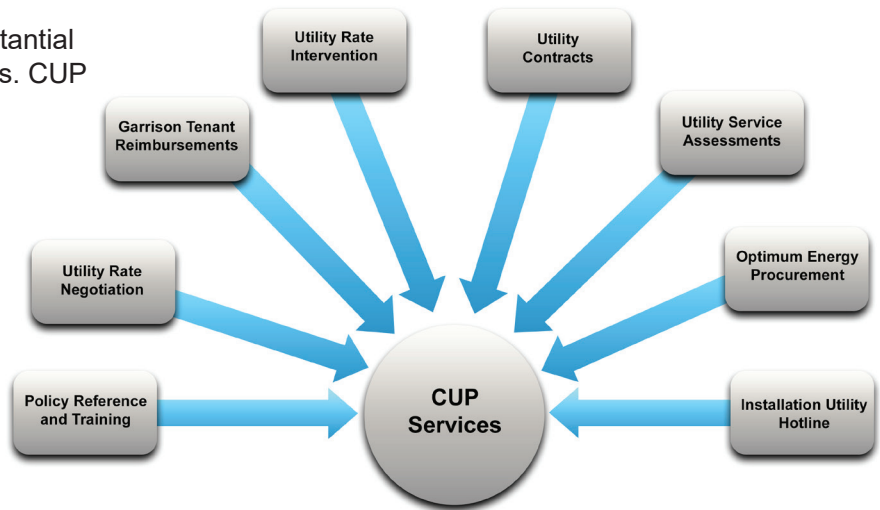 tantial
s. CUP
Utility Rate
Intervention
Utility
Contracts
Garrison Tenant
Reimbursements
Utility Service
Assessments
Utility Rate
Negotiation
Optimum Energy
Procurement
Policy Reference
and Training
CUP
Services
Installation Utility
Hotline